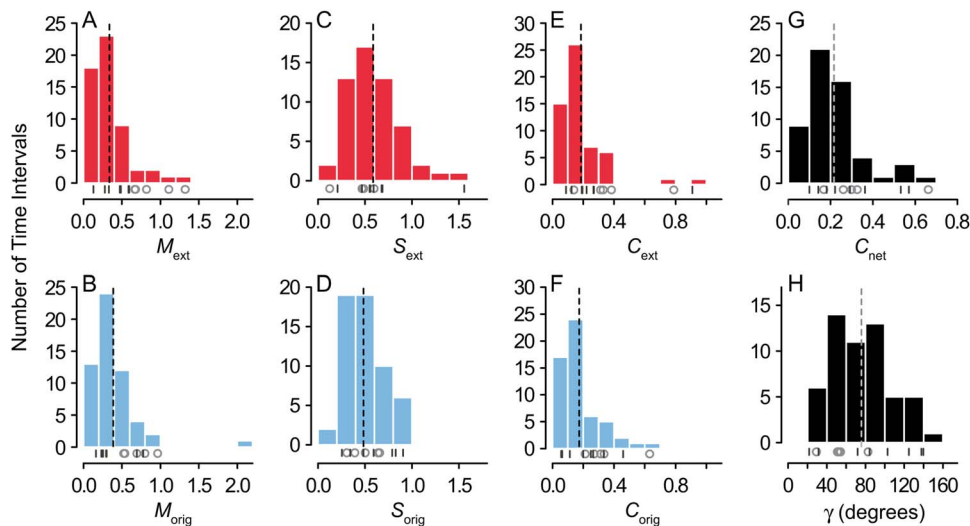 A
C
E
G
25
20
15
10
5
0
20
15
10
5
0
30
25
20
15
10
5
0
25
20
15
10
5
0
0.0 0.5 1.0 1.5 2.0
0.0 0.5 1.0 1.5
0.0 0.4 0.8
0.0 0.2 0.4 0.6 0.8
Mext
Sext
Cext
Cnet
Number of Time Intervals
B
D
F
H
25
20
15
10
5
0
20
15
10
5
0
30
25
20
15
10
5
0
15
10
5
0
0.0 0.5 1.0 1.5 2.0
0.0 0.5 1.0 1.5
0.0 0.4 0.8
0 40 80 120 160
Morig
Sorig
Corig
γ (degrees)